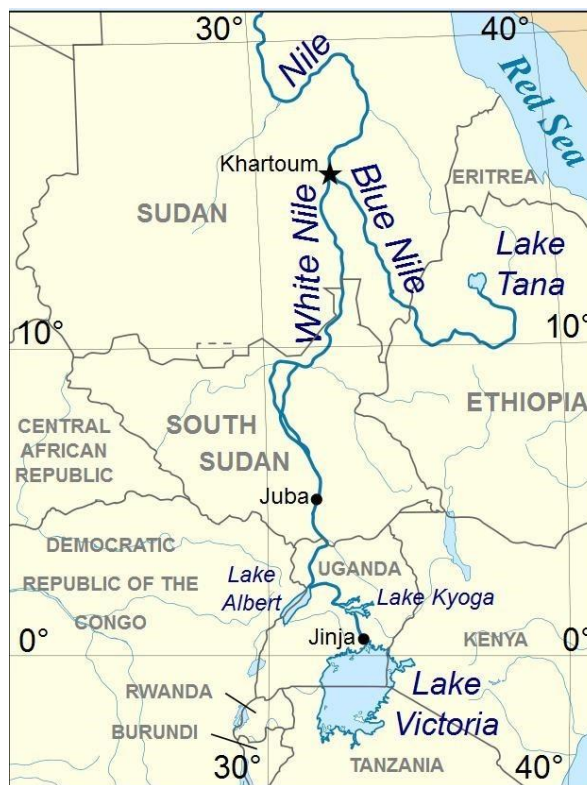 30°
40°
Nile
Red Sea
Khartoum
ERITREA
SUDAN
White Nile
Blue Nile
Lake
Tana
10°
10°
ETHIOPIA
CENTRAL
AFRICAN
REPUBLIC
SOUTH
SUDAN
Juba
DEMOCRATIC
REPUBLIC OF THE
CONGO
UGANDA
Lake
Albert
Lake Kyoga
Jinja
KENYA
0°
0°
RWANDA
Lake
Victoria
BURUNDI
TANZANIA
30°
40°